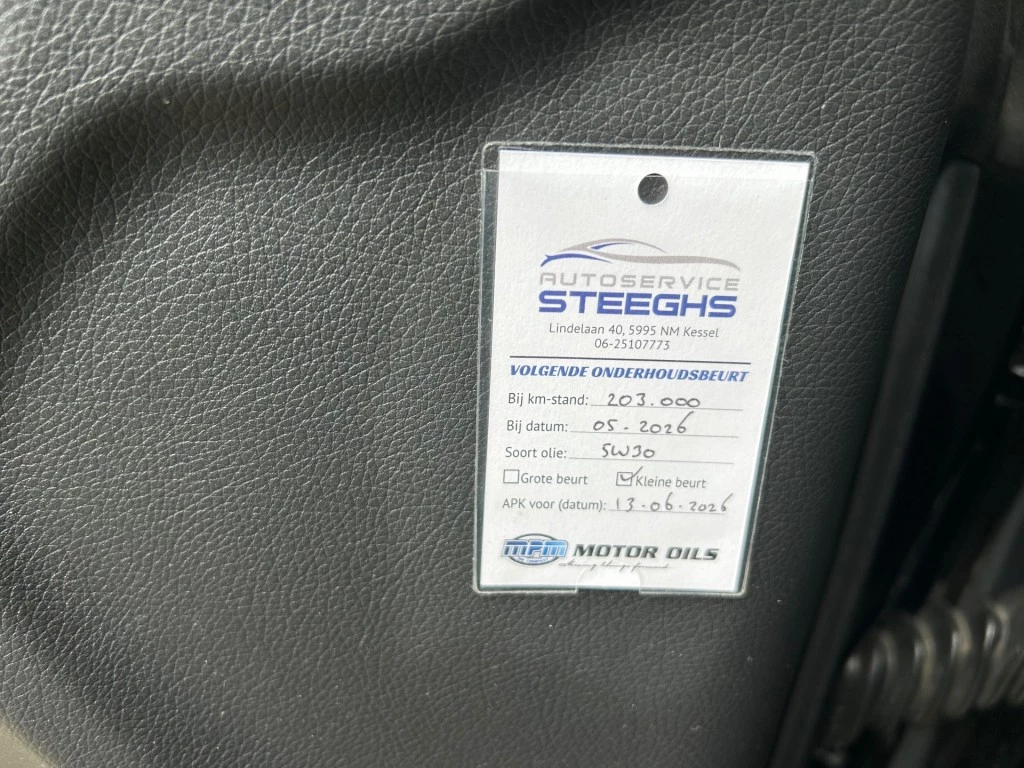 AUTOSERVICE
STEEGHS
Lindelaan 40, 5995 NM Kessel
06-25107773
VOLGENDE ONDERHOUDSBEURT
Bij km-stand: 203.000
Bij datum: 05-2026
Soort olie: 5W30
Grote beurt Kleine beurt
APK voor (datum): 13-06-2026
MPM MOTOR OILS